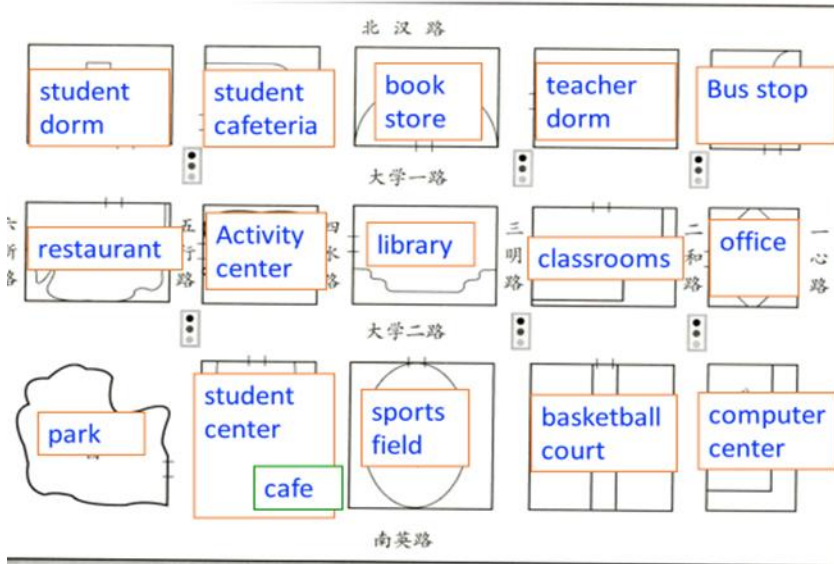 北汉路
student
dorm
student
cafeteria
book
store
teacher
dorm
Bus stop
大学一路
restaurant
五行路
Activity
center
四水路
library
三明路
classrooms
二和路
office
一心路
大学二路
park
student
center
cafe
sports
field
basketball
court
computer
center
南英路